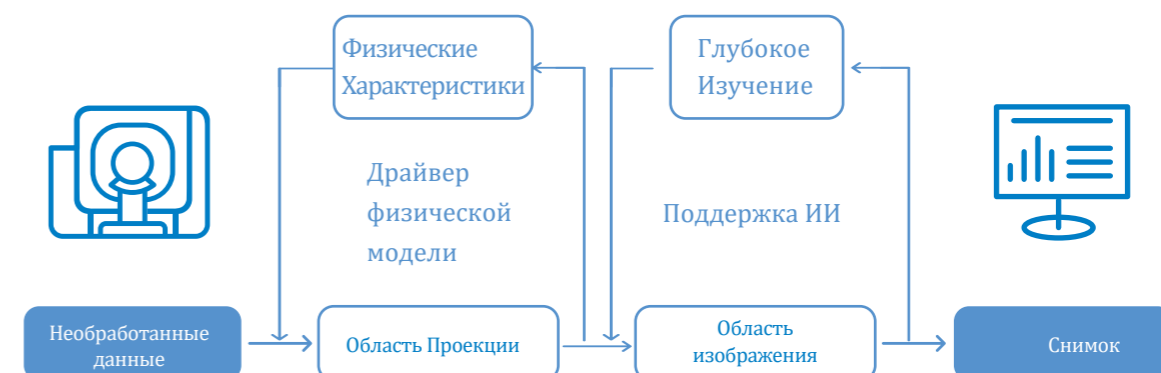 Физические
Характеристики
Глубокое
Изучение
Драйвер
физической
модели
Поддержка ИИ
Необработанные
данные
Область Проекции
Область
изображения
Снимок